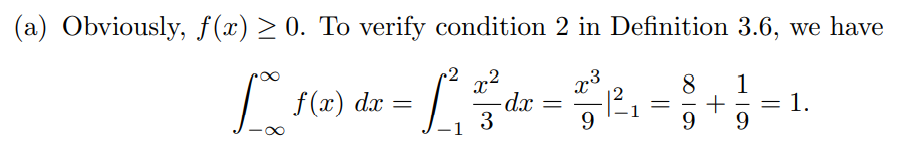 (a) Obviously, f(x) ≥ 0. To verify condition 2 in Definition 3.6, we have
∫_{−∞}^{∞} f(x) dx = ∫_{−1}^{2} x²/3 dx = x³/9 |²₋₁ = 8/9 + 1/9 = 1.